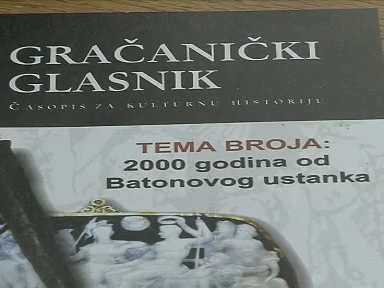 GRAČANIČKI
GLASNIK
ČASOPIS ZA KULTURNU HISTORIJU
TEMA BROJA:
2000 godina od
Batonovog ustanka